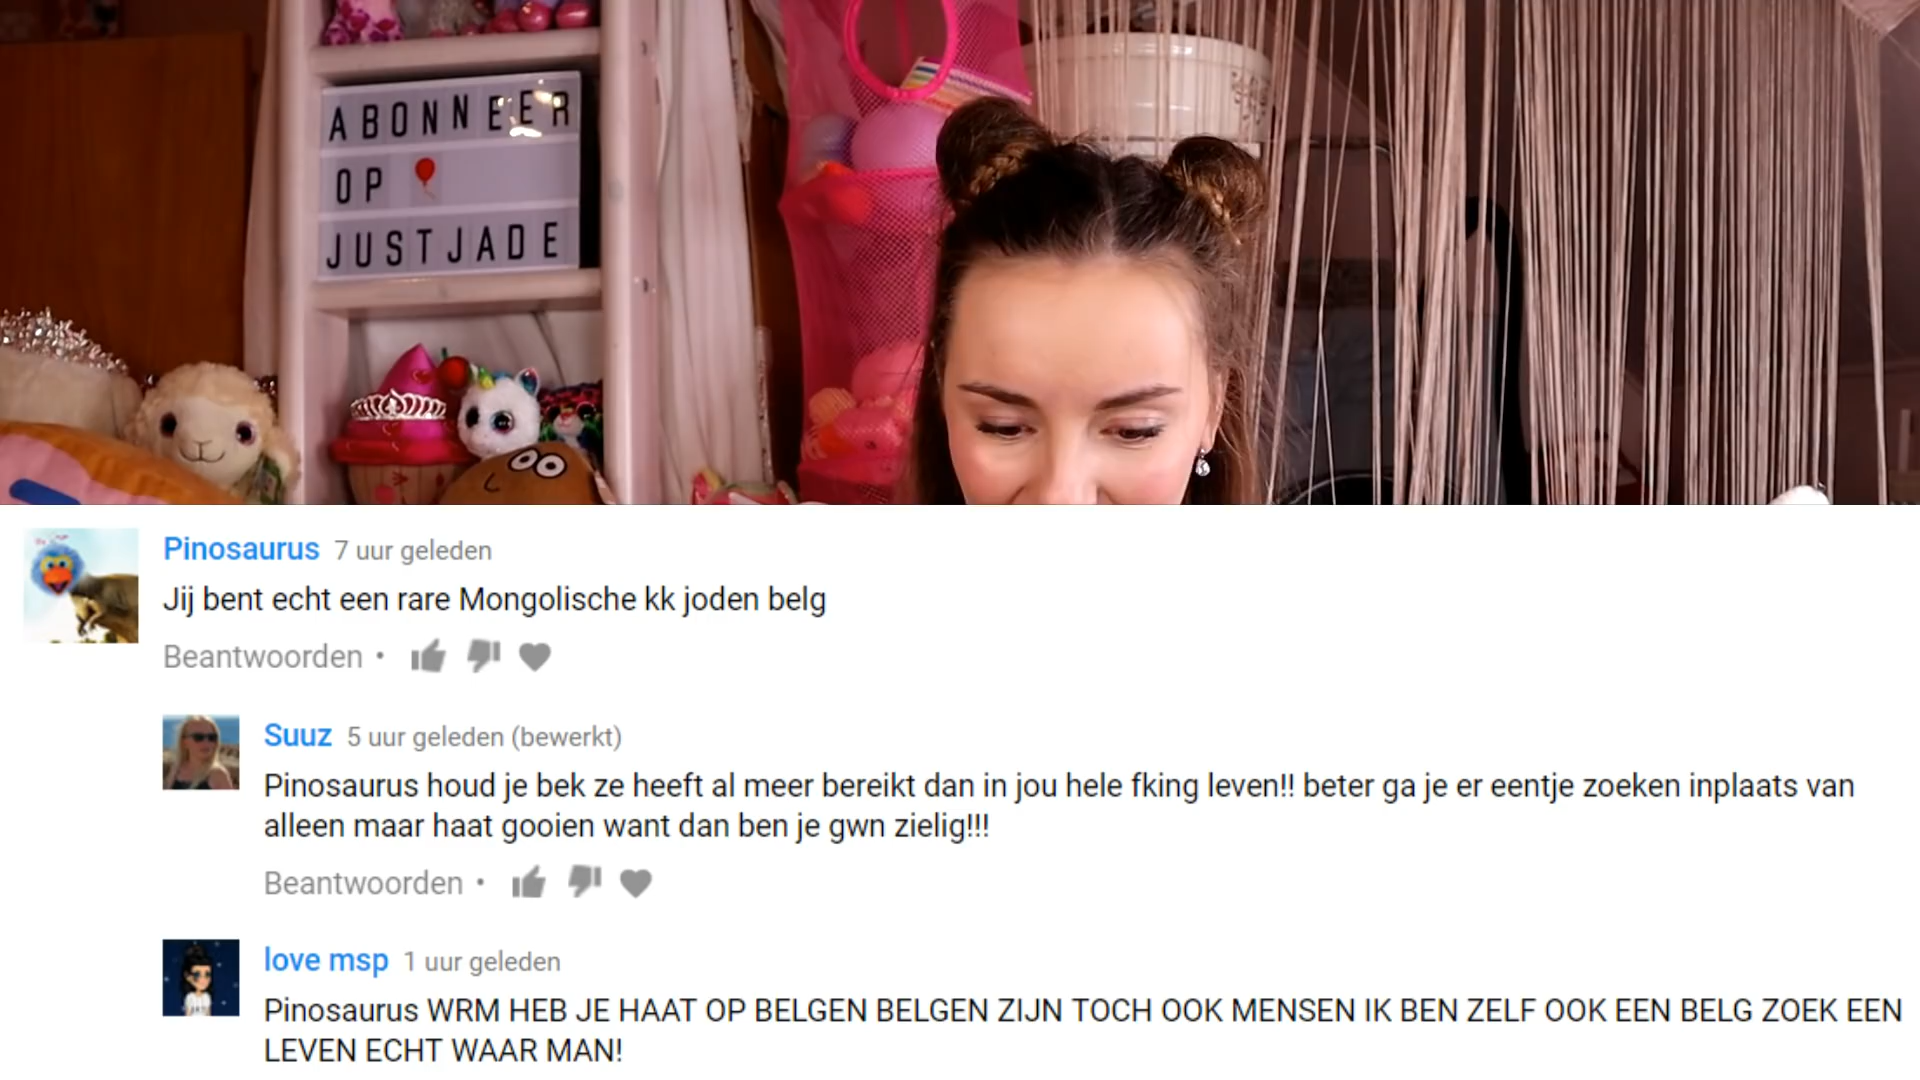 ABONNEER
OP 🎈
JUSTJADE
Pinosaurus 7 uur geleden
Jij bent echt een rare Mongolische kk joden belg
Beantwoorden •
Suuz 5 uur geleden (bewerkt)
Pinosaurus houd je bek ze heeft al meer bereikt dan in jou hele fking leven!! beter ga je er eentje zoeken inplaats van
alleen maar haat gooien want dan ben je gwn zielig!!!
Beantwoorden •
love msp 1 uur geleden
Pinosaurus WRM HEB JE HAAT OP BELGEN BELGEN ZIJN TOCH OOK MENSEN IK BEN ZELF OOK EEN BELG ZOEK EEN
LEVEN ECHT WAAR MAN!